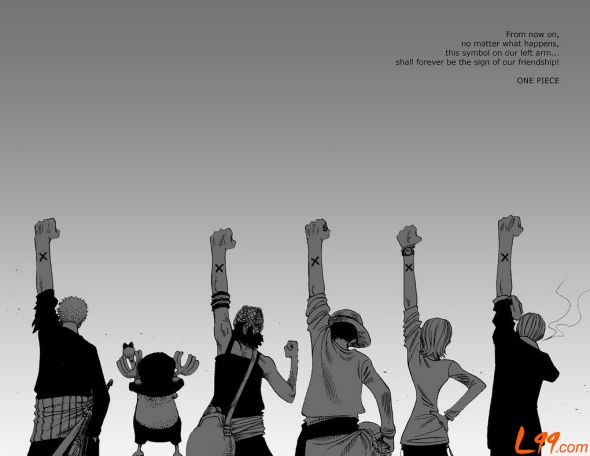 From now on,
no matter what happens,
this symbol on our left arm...
shall forever be the sign of our friendship!
ONE PIECE
L99.com